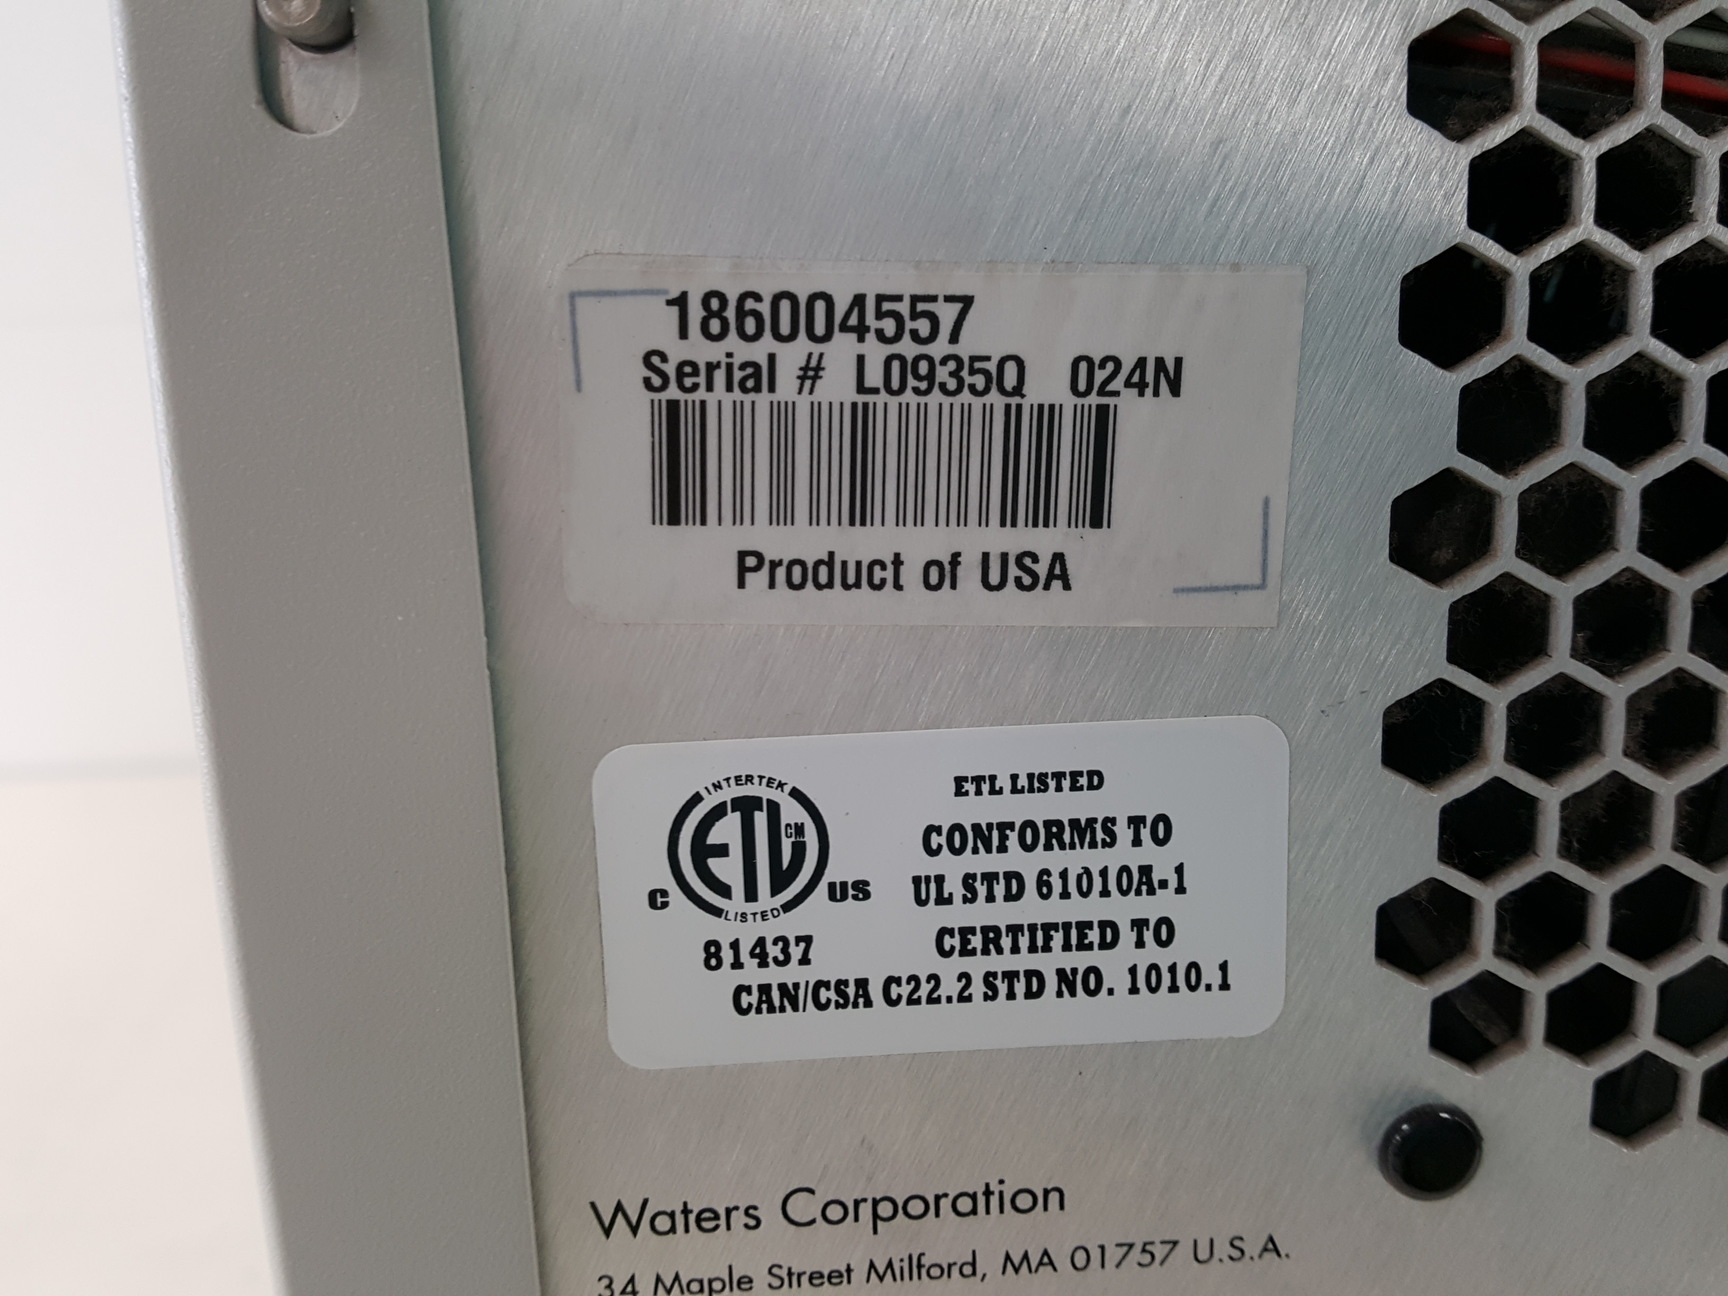 186004557
Serial # L0935Q 024N
Product of USA
INTERTEK
ETL CM
LISTED
C US
81437
ETL LISTED
CONFORMS TO
UL STD 61010A-1
CERTIFIED TO
CAN/CSA C22.2 STD NO. 1010.1
Waters Corporation
34 Maple Street Milford, MA 01757 U.S.A.